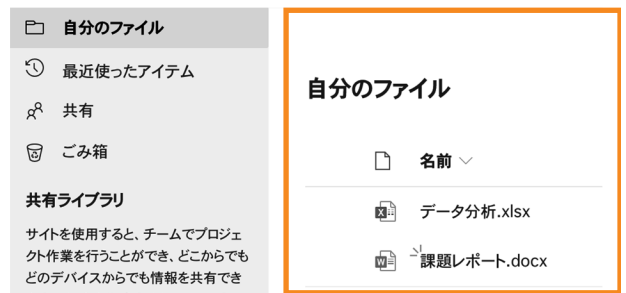 自分のファイル
最近使ったアイテム
共有
ごみ箱
共有ライブラリ
サイトを使用すると、チームでプロジェ
クト作業を行うことができ、どこからでも
どのデバイスからでも情報を共有でき
自分のファイル
名前
データ分析.xlsx
課題レポート.docx